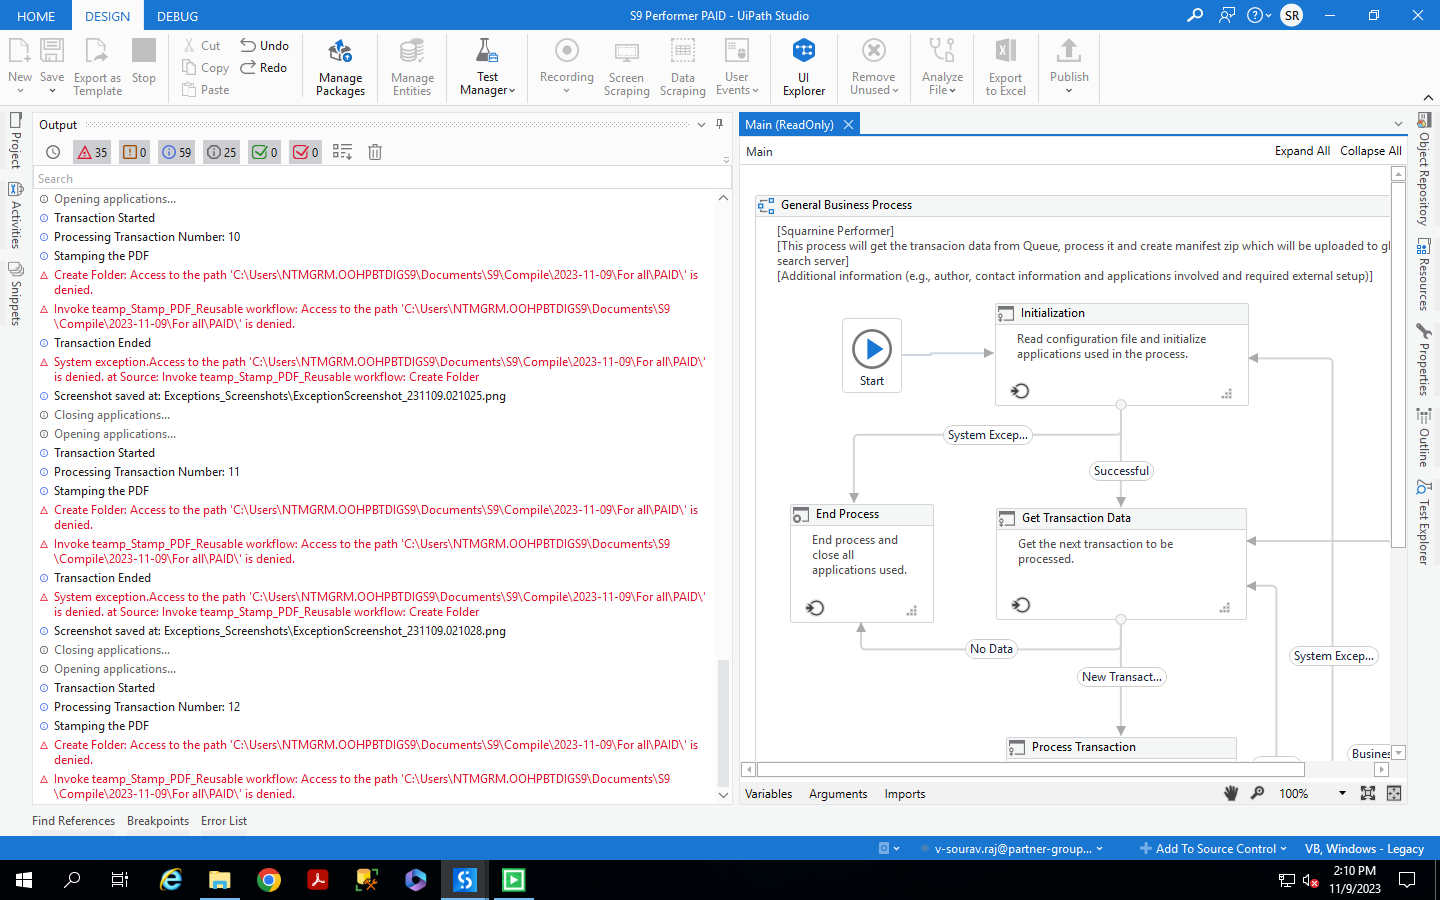 HOME DESIGN DEBUG S9 Performer PAID - UiPath Studio SR
New Save Export as Template Stop
Cut Copy Paste
Undo Redo
Manage Packages
Manage Entities
Test Manager
Recording Screen Scraping Data Scraping User Events
UI Explorer
Remove Unused
Analyze File
Export to Excel
Publish
Project
Activities
Snippets
Output
35 0 59 25 0 0
Search
Opening applications...
Transaction Started
Processing Transaction Number: 10
Stamping the PDF
Create Folder: Access to the path 'C:\Users\NTMGRM.OOHPBTDIGS9\Documents\S9\Compile\2023-11-09\For all\PAID\' is
denied.
Invoke teamp_Stamp_PDF_Reusable workflow: Access to the path 'C:\Users\NTMGRM.OOHPBTDIGS9\Documents\S9
\Compile\2023-11-09\For all\PAID\' is denied.
Transaction Ended
System exception.Access to the path 'C:\Users\NTMGRM.OOHPBTDIGS9\Documents\S9\Compile\2023-11-09\For all\PAID\'
is denied. at Source: Invoke teamp_Stamp_PDF_Reusable workflow: Create Folder
Screenshot saved at: Exceptions_Screenshots\ExceptionScreenshot_231109.021025.png
Closing applications...
Opening applications...
Transaction Started
Processing Transaction Number: 11
Stamping the PDF
Create Folder: Access to the path 'C:\Users\NTMGRM.OOHPBTDIGS9\Documents\S9\Compile\2023-11-09\For all\PAID\' is
denied.
Invoke teamp_Stamp_PDF_Reusable workflow: Access to the path 'C:\Users\NTMGRM.OOHPBTDIGS9\Documents\S9
\Compile\2023-11-09\For all\PAID\' is denied.
Transaction Ended
System exception.Access to the path 'C:\Users\NTMGRM.OOHPBTDIGS9\Documents\S9\Compile\2023-11-09\For all\PAID\'
is denied. at Source: Invoke teamp_Stamp_PDF_Reusable workflow: Create Folder
Screenshot saved at: Exceptions_Screenshots\ExceptionScreenshot_231109.021028.png
Closing applications...
Opening applications...
Transaction Started
Processing Transaction Number: 12
Stamping the PDF
Create Folder: Access to the path 'C:\Users\NTMGRM.OOHPBTDIGS9\Documents\S9\Compile\2023-11-09\For all\PAID\' is
denied.
Invoke teamp_Stamp_PDF_Reusable workflow: Access to the path 'C:\Users\NTMGRM.OOHPBTDIGS9\Documents\S9
\Compile\2023-11-09\For all\PAID\' is denied.
Find References Breakpoints Error List
Main (ReadOnly)
Main Expand All Collapse All
General Business Process
[Squarnine Performer]
[This process will get the transacion data from Queue, process it and create manifest zip which will be uploaded to gl
search server]
[Additional information (e.g., author, contact information and applications involved and required external setup)]
Start
Initialization
Read configuration file and initialize
applications used in the process.
System Excep...
Successful
End Process
End process and
close all
applications used.
Get Transaction Data
Get the next transaction to be
processed.
No Data
System Excep...
New Transact...
Process Transaction
Busines
Variables Arguments Imports 100%
Object Repository
Resources
Properties
Outline
Test Explorer
v-sourav.raj@partner-group... Add To Source Control VB, Windows - Legacy
2:10 PM
11/9/2023